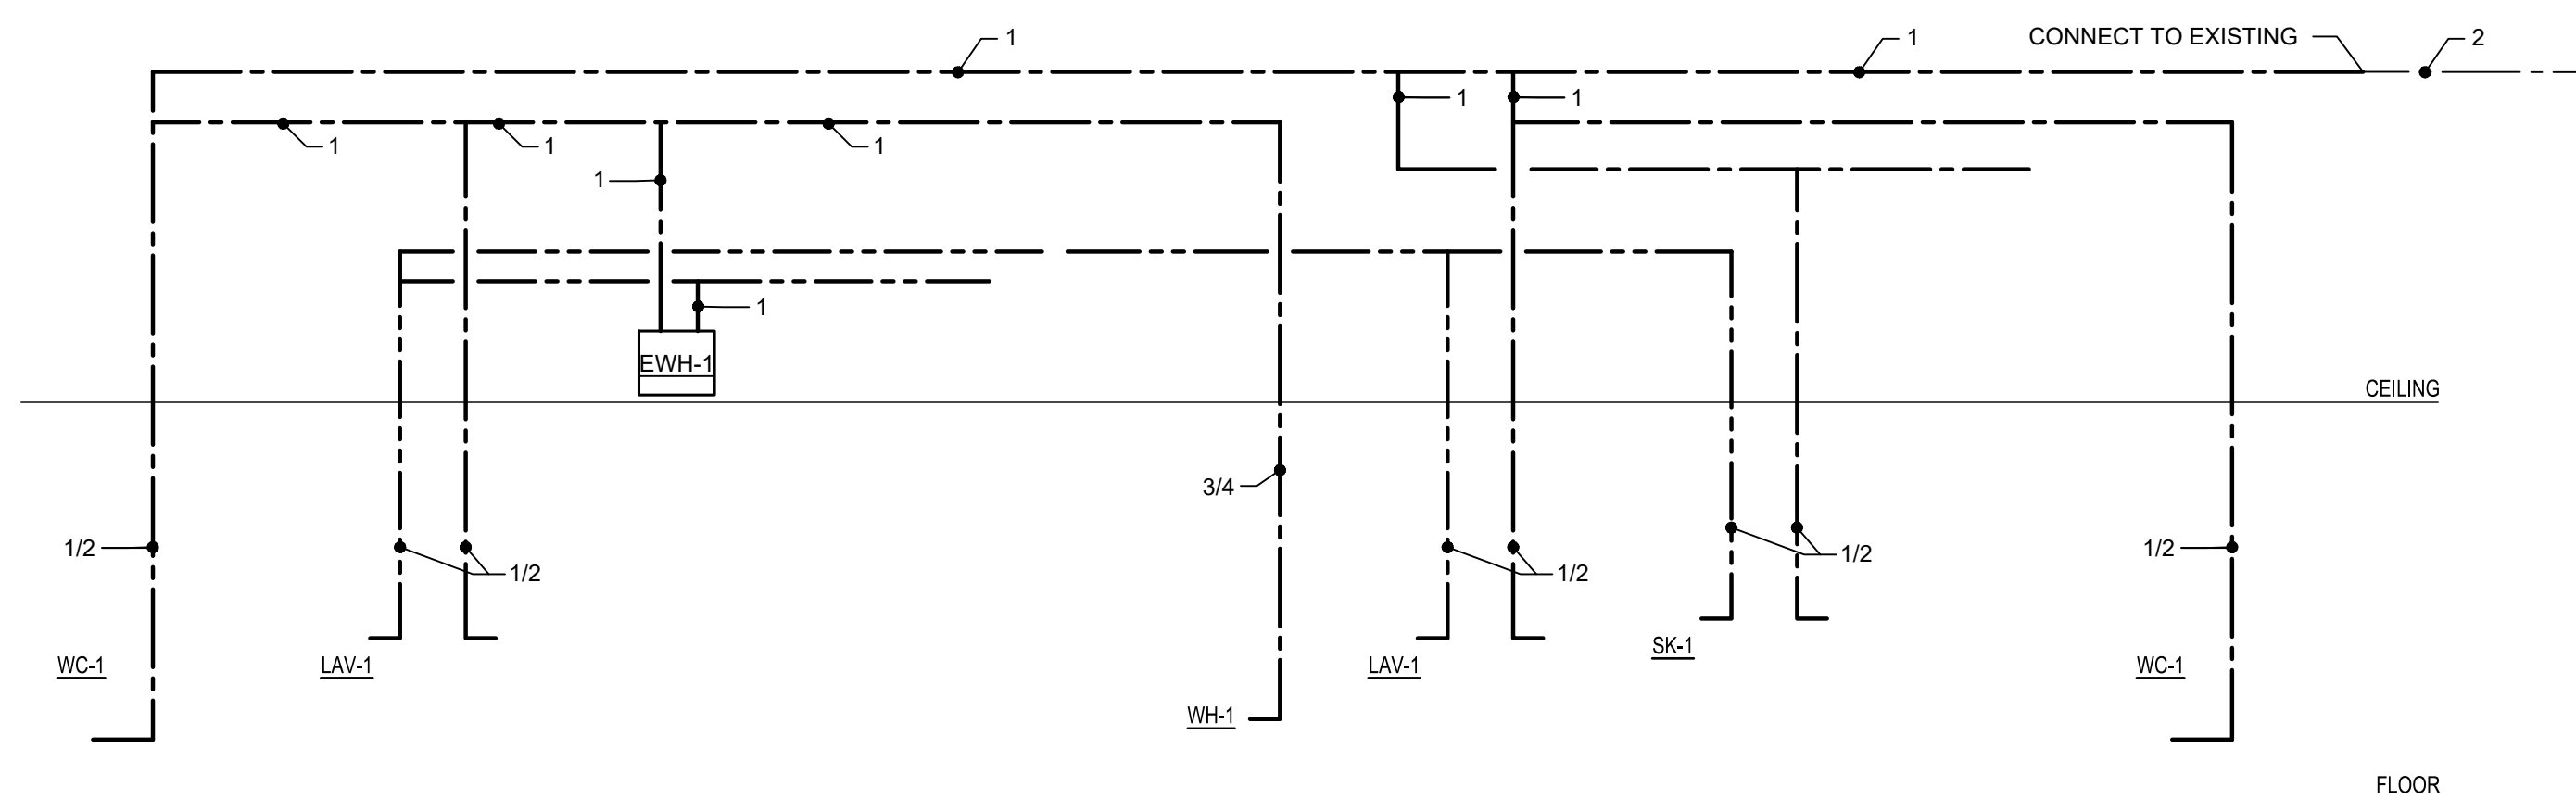 1
1
CONNECT TO EXISTING
2
1
1
1
1
1
1
1
EWH-1
CEILING
3/4
1/2
1/2
1/2
1/2
1/2
SK-1
WC-1
LAV-1
LAV-1
WC-1
WH-1
FLOOR